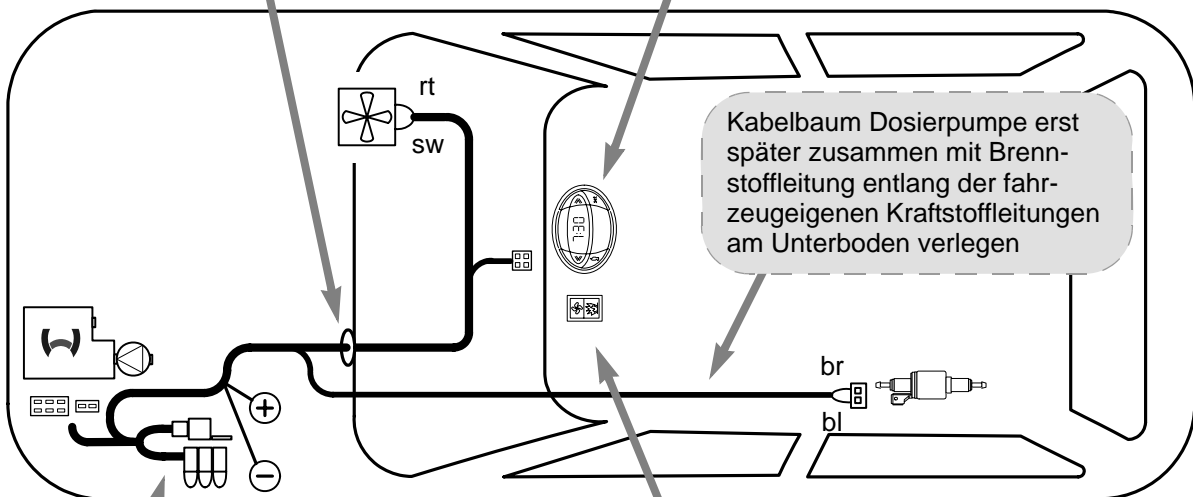 rt
sw
Kabelbaum Dosierpumpe erst
später zusammen mit Brenn-
stoffleitung entlang der fahr-
zeugeigenen Kraftstoffleitungen
am Unterboden verlegen
br
bl
+
−